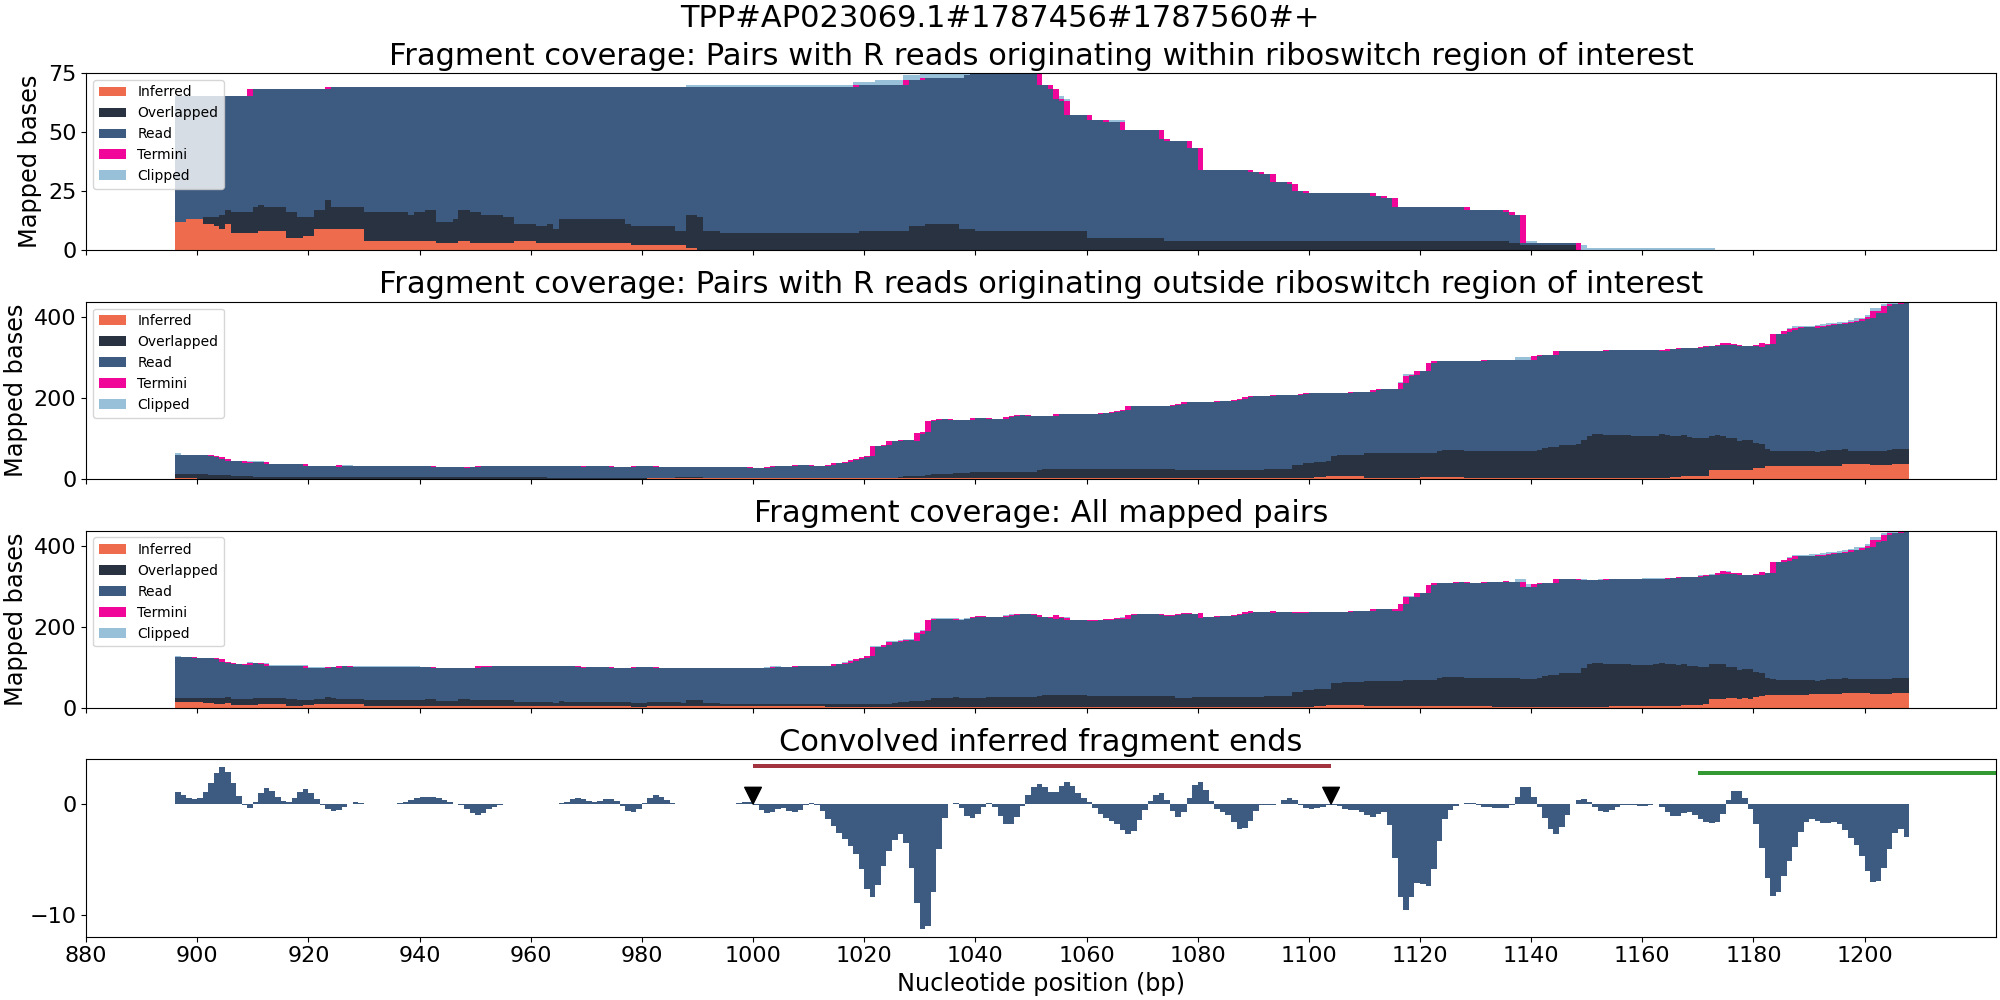 TPP#AP023069.1#1787456#1787560#+
Fragment coverage: Pairs with R reads originating within riboswitch region of interest
Mapped bases
75
50
25
0
Inferred
Overlapped
Read
Termini
Clipped
Fragment coverage: Pairs with R reads originating outside riboswitch region of interest
Mapped bases
400
200
0
Inferred
Overlapped
Read
Termini
Clipped
Fragment coverage: All mapped pairs
Mapped bases
400
200
0
Inferred
Overlapped
Read
Termini
Clipped
Convolved inferred fragment ends
0
−10
880 900 920 940 960 980 1000 1020 1040 1060 1080 1100 1120 1140 1160 1180 1200
Nucleotide position (bp)